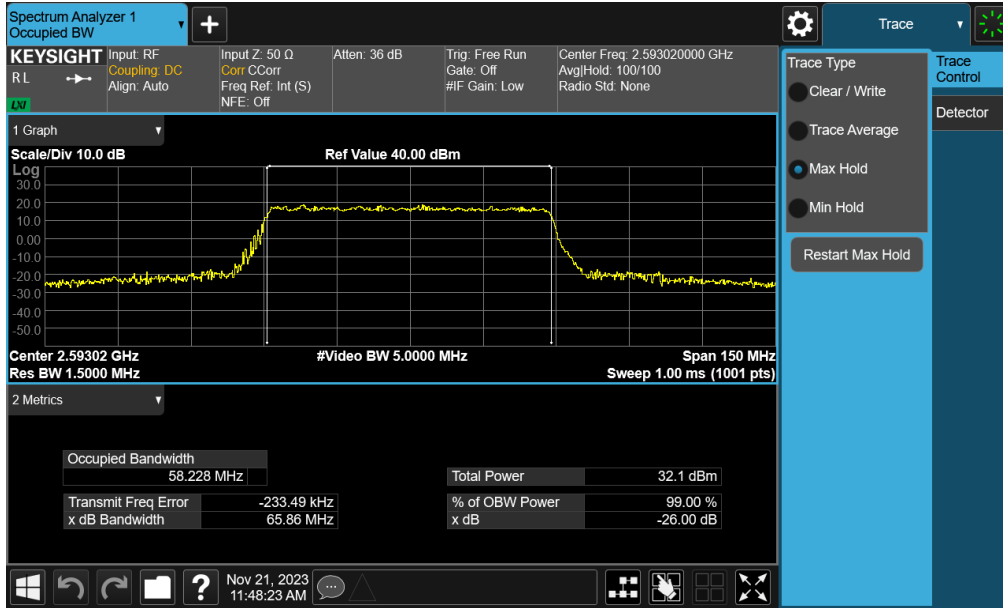 Spectrum Analyzer 1
Occupied BW
+
Trace
KEYSIGHT
R L
LXI
Input: RF
Coupling: DC
Align: Auto
Input Z: 50 Ω
Corr CCorr
Freq Ref: Int (S)
NFE: Off
Atten: 36 dB
Trig: Free Run
Gate: Off
#IF Gain: Low
Center Freq: 2.593020000 GHz
Avg|Hold: 100/100
Radio Std: None
Trace Type
Clear / Write
Trace Average
Max Hold
Min Hold
Restart Max Hold
Trace
Control
Detector
1 Graph
Scale/Div 10.0 dB
Ref Value 40.00 dBm
Log
30.0
20.0
10.0
0.00
-10.0
-20.0
-30.0
-40.0
-50.0
Center 2.59302 GHz
#Video BW 5.0000 MHz
Span 150 MHz
Res BW 1.5000 MHz
Sweep 1.00 ms (1001 pts)
2 Metrics
Occupied Bandwidth
58.228 MHz
Total Power 32.1 dBm
Transmit Freq Error -233.49 kHz
% of OBW Power 99.00 %
x dB Bandwidth 65.86 MHz
x dB -26.00 dB
?
Nov 21, 2023
11:48:23 AM